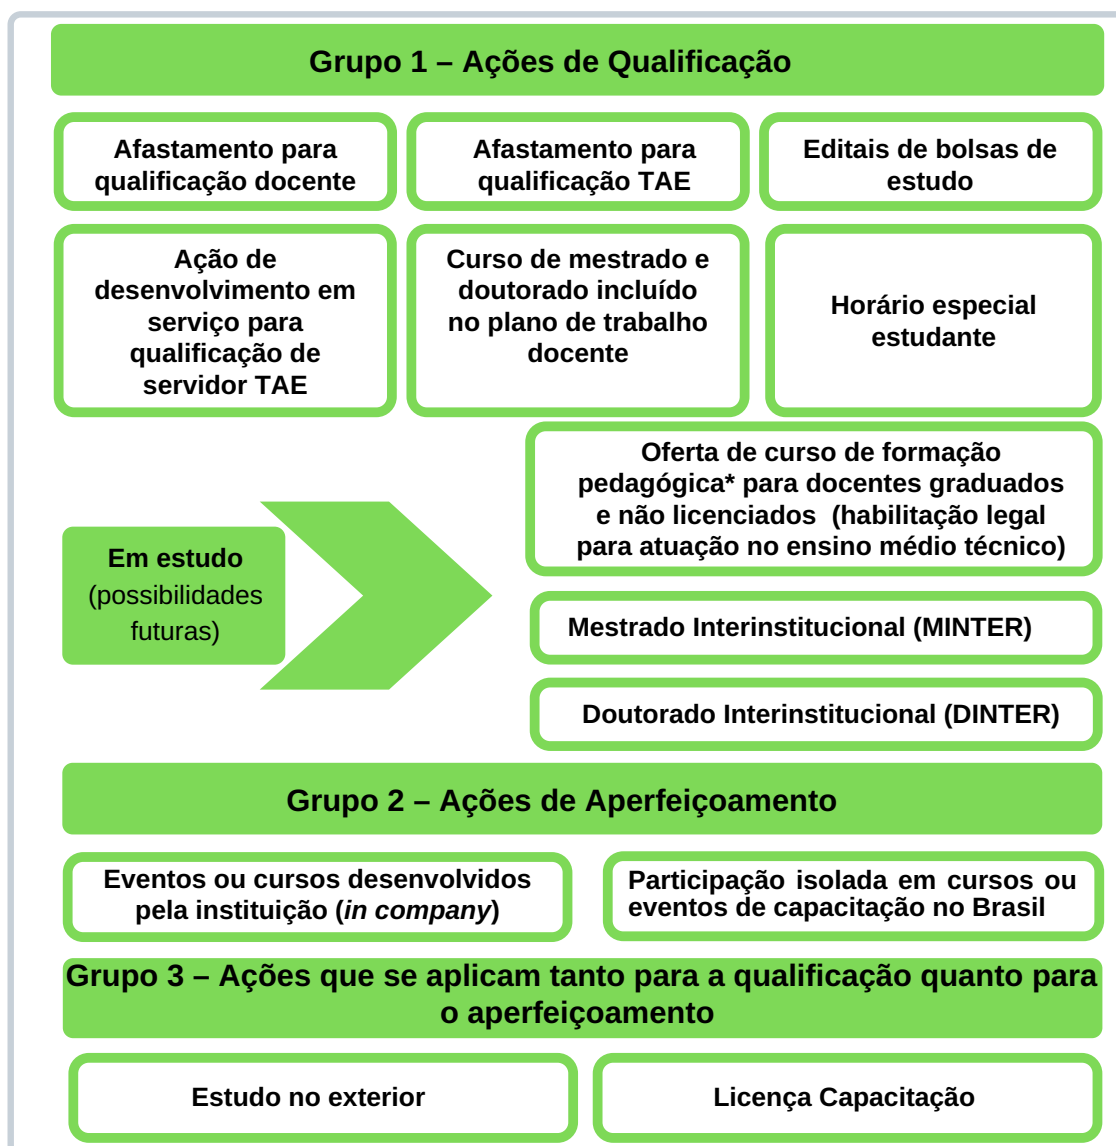 Grupo 1 – Ações de Qualificação
Afastamento para
qualificação docente
Afastamento para
qualificação TAE
Editais de bolsas de
estudo
Ação de
desenvolvimento em
serviço para
qualificação de
servidor TAE
Curso de mestrado e
doutorado incluído
no plano de trabalho
docente
Horário especial
estudante
Em estudo
(possibilidades
futuras)
Oferta de curso de formação
pedagógica* para docentes graduados
e não licenciados (habilitação legal
para atuação no ensino médio técnico)
Mestrado Interinstitucional (MINTER)
Doutorado Interinstitucional (DINTER)
Grupo 2 – Ações de Aperfeiçoamento
Eventos ou cursos desenvolvidos
pela instituição (in company)
Participação isolada em cursos ou
eventos de capacitação no Brasil
Grupo 3 – Ações que se aplicam tanto para a qualificação quanto para
o aperfeiçoamento
Estudo no exterior
Licença Capacitação